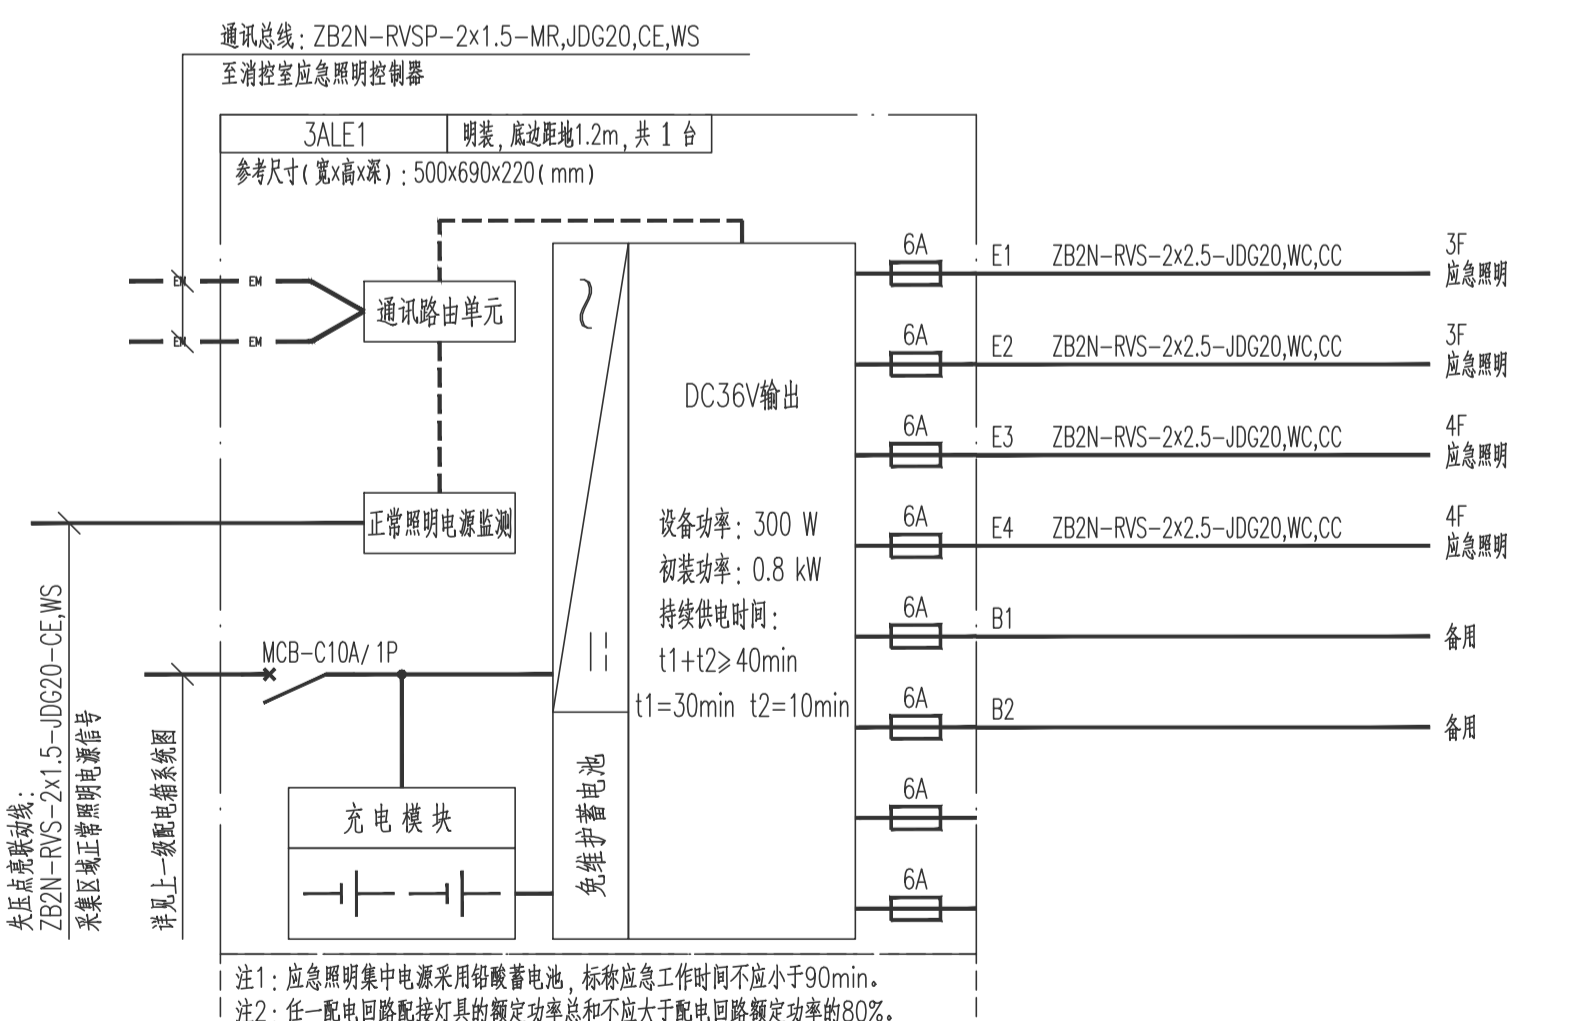 通讯总线：ZB2N-RVSP-2x1.5-MR,JDG20,CE,WS
至消控室应急照明控制器
3ALE1
明装，底边距地1.2m，共 1 台
参考尺寸(宽x高x深)：500x690x220(mm)
EM
EM
EM
EM
通讯路由单元
正常照明电源监测
失压点亮联动线：
ZB2N-RVS-2x1.5-JDG20-CE,WS
采集区域正常照明电源信号
详见上一级配电箱系统图
MCB-C10A/1P
充电模块
免维护蓄电池
DC36V输出
设备功率：300 W
初装功率：0.8 kW
持续供电时间：
t1+t2≥40min
t1=30min t2=10min
6A
E1
ZB2N-RVS-2x2.5-JDG20,WC,CC
3F
应急照明
6A
E2
ZB2N-RVS-2x2.5-JDG20,WC,CC
3F
应急照明
6A
E3
ZB2N-RVS-2x2.5-JDG20,WC,CC
4F
应急照明
6A
E4
ZB2N-RVS-2x2.5-JDG20,WC,CC
4F
应急照明
6A
B1
备用
6A
B2
备用
6A
6A
注1：应急照明集中电源采用铅酸蓄电池，标称应急工作时间不应小于90min。
注2：任一配电回路配接灯具的额定功率总和不应大于配电回路额定功率的80%。